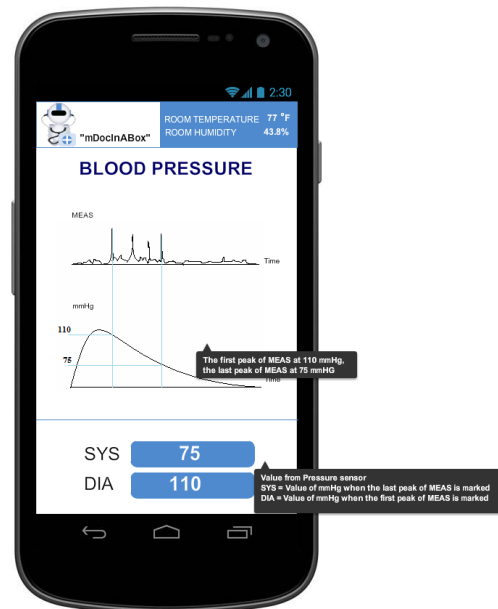 2:30
"mDocInABox"
ROOM TEMPERATURE 77 °F
ROOM HUMIDITY 43.8%
BLOOD PRESSURE
MEAS
Time
mmHg
110
75
The first peak of MEAS at 110 mmHg,
the last peak of MEAS at 75 mmHG
Time
SYS 75
DIA 110
Value from Pressure sensor
SYS = Value of mmHg when the last peak of MEAS is marked
DIA = Value of mmHg when the first peak of MEAS is marked